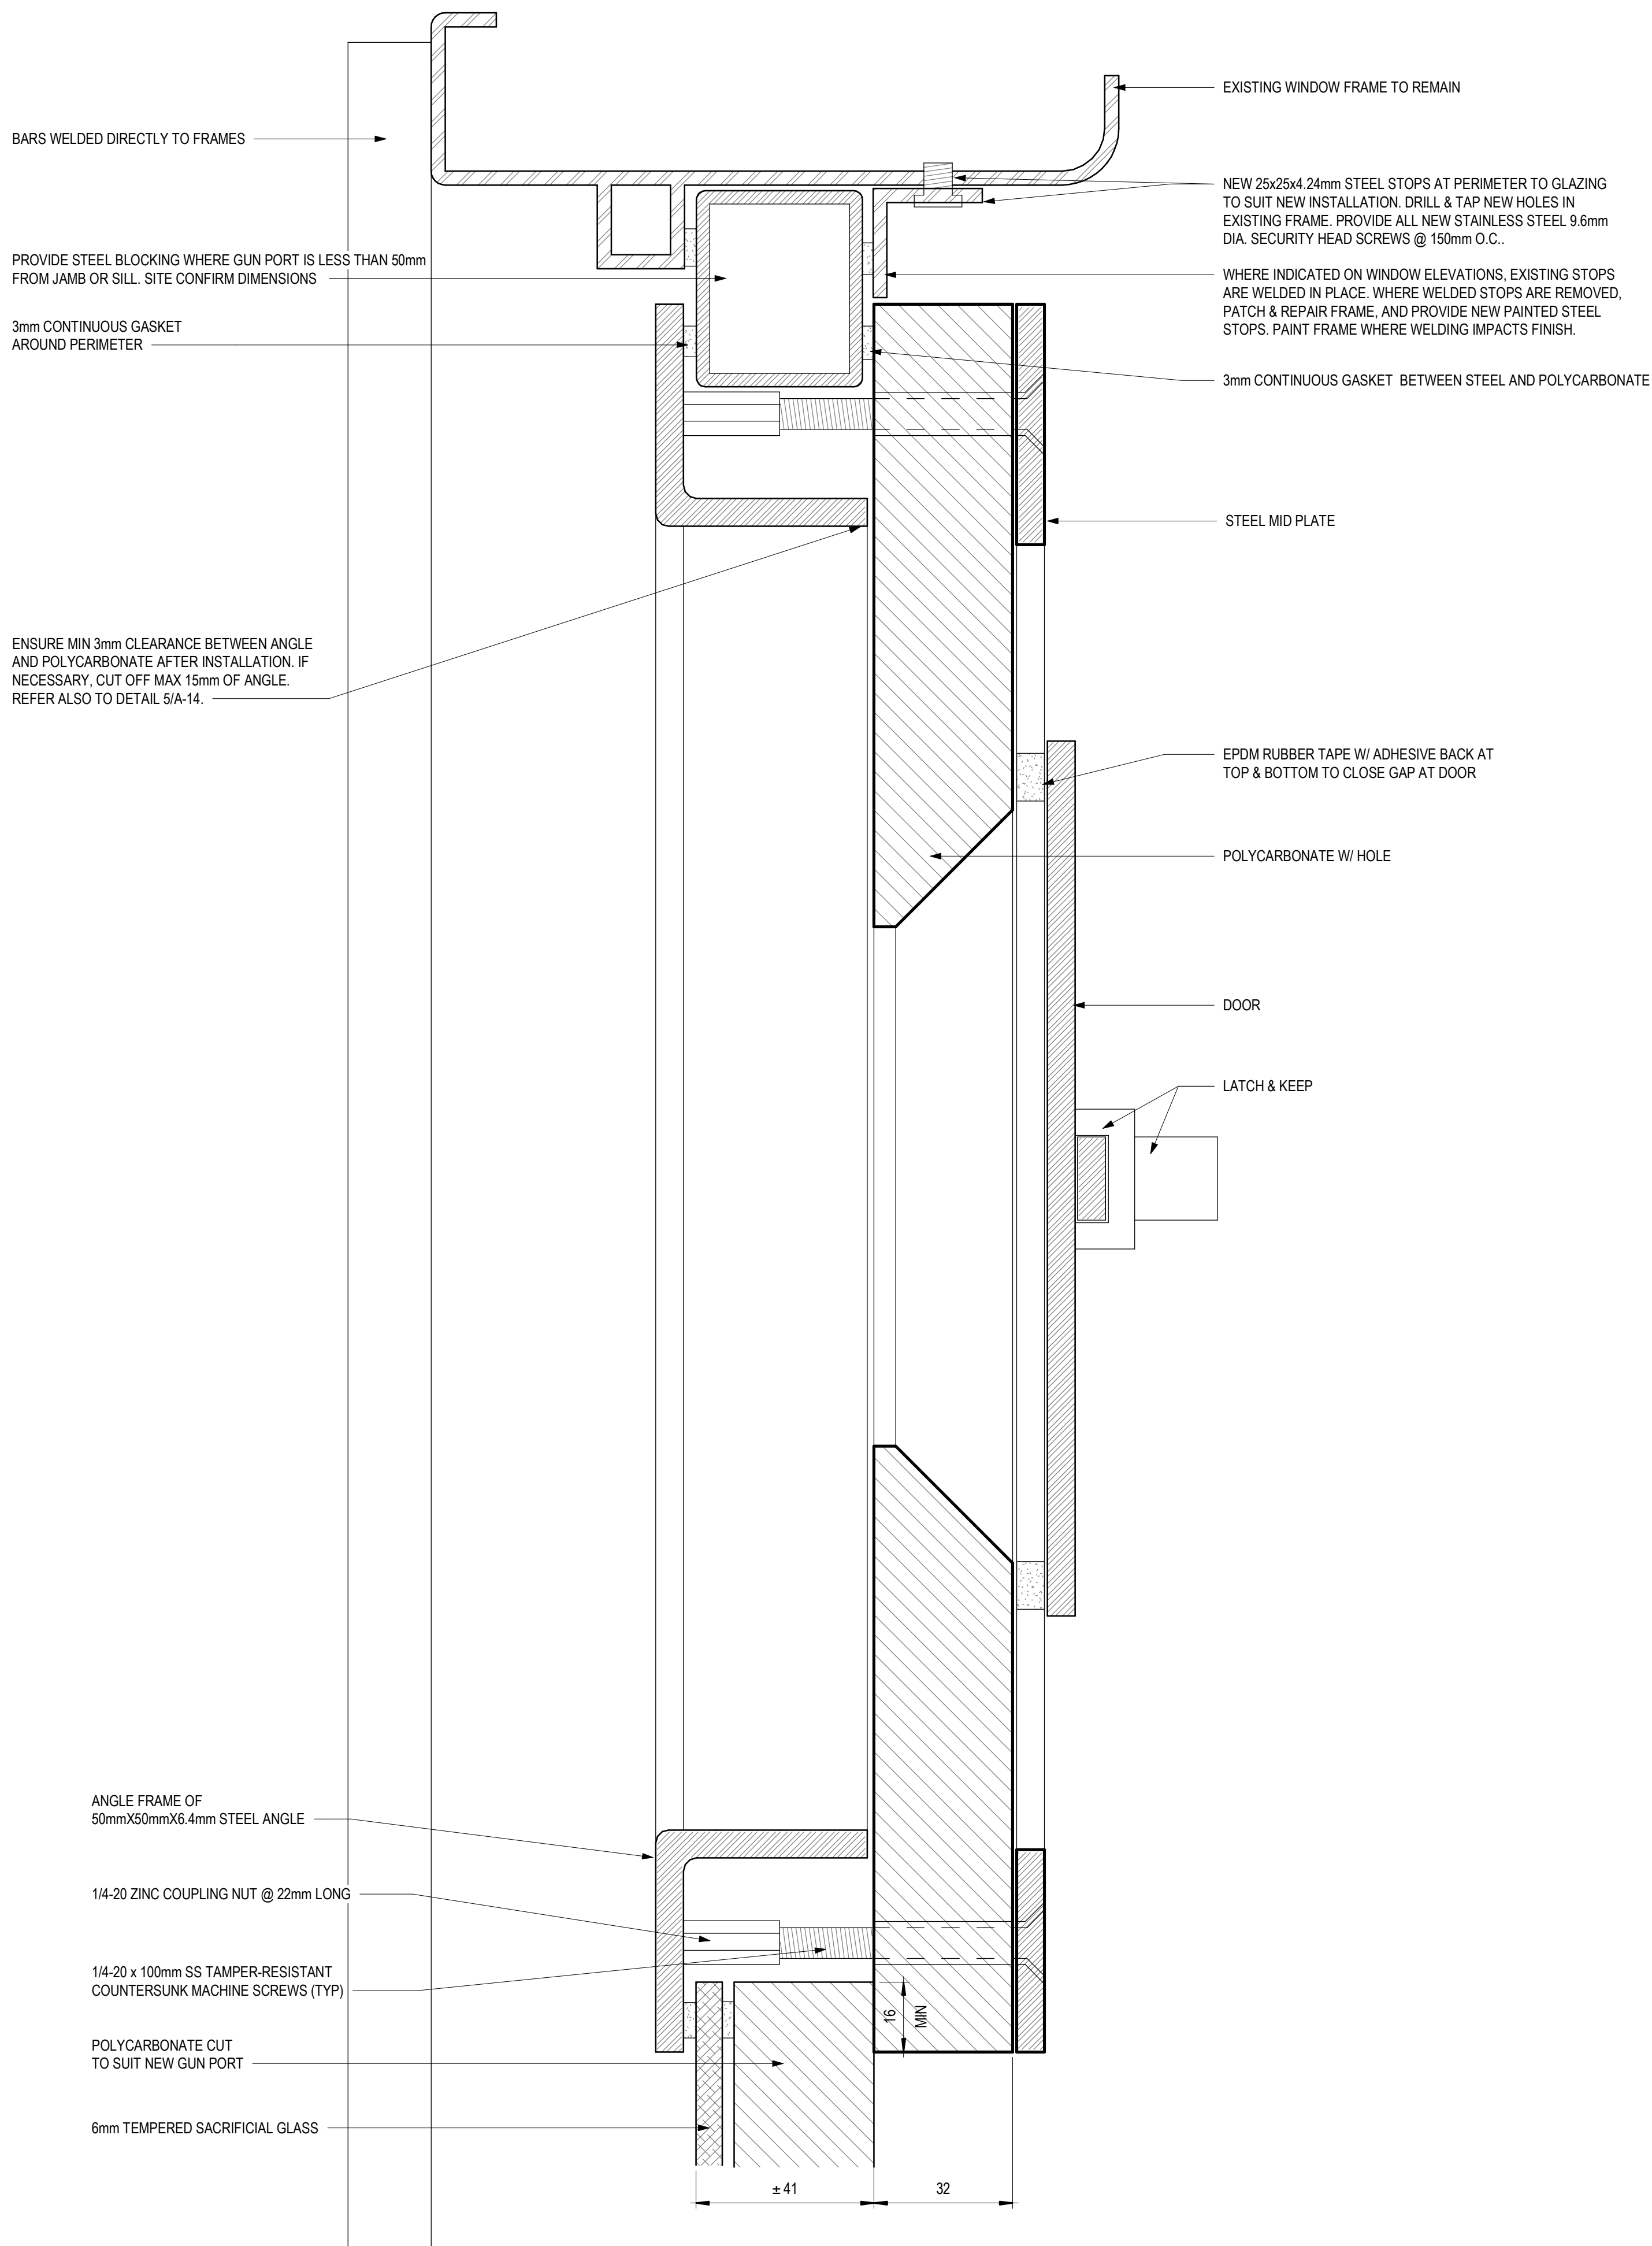 BARS WELDED DIRECTLY TO FRAMES
PROVIDE STEEL BLOCKING WHERE GUN PORT IS LESS THAN 50mm
FROM JAMB OR SILL. SITE CONFIRM DIMENSIONS
3mm CONTINUOUS GASKET
AROUND PERIMETER
ENSURE MIN 3mm CLEARANCE BETWEEN ANGLE
AND POLYCARBONATE AFTER INSTALLATION. IF
NECESSARY, CUT OFF MAX 15mm OF ANGLE.
REFER ALSO TO DETAIL 5/A-14.
ANGLE FRAME OF
50mmX50mmX6.4mm STEEL ANGLE
1/4-20 ZINC COUPLING NUT @ 22mm LONG
1/4-20 x 100mm SS TAMPER-RESISTANT
COUNTERSUNK MACHINE SCREWS (TYP)
POLYCARBONATE CUT
TO SUIT NEW GUN PORT
6mm TEMPERED SACRIFICIAL GLASS
EXISTING WINDOW FRAME TO REMAIN
NEW 25x25x4.24mm STEEL STOPS AT PERIMETER TO GLAZING
TO SUIT NEW INSTALLATION. DRILL & TAP NEW HOLES IN
EXISTING FRAME. PROVIDE ALL NEW STAINLESS STEEL 9.6mm
DIA. SECURITY HEAD SCREWS @ 150mm O.C..
WHERE INDICATED ON WINDOW ELEVATIONS, EXISTING STOPS
ARE WELDED IN PLACE. WHERE WELDED STOPS ARE REMOVED,
PATCH & REPAIR FRAME, AND PROVIDE NEW PAINTED STEEL
STOPS. PAINT FRAME WHERE WELDING IMPACTS FINISH.
3mm CONTINUOUS GASKET BETWEEN STEEL AND POLYCARBONATE
STEEL MID PLATE
EPDM RUBBER TAPE W/ ADHESIVE BACK AT
TOP & BOTTOM TO CLOSE GAP AT DOOR
POLYCARBONATE W/ HOLE
DOOR
LATCH & KEEP
16
MIN
± 41
32